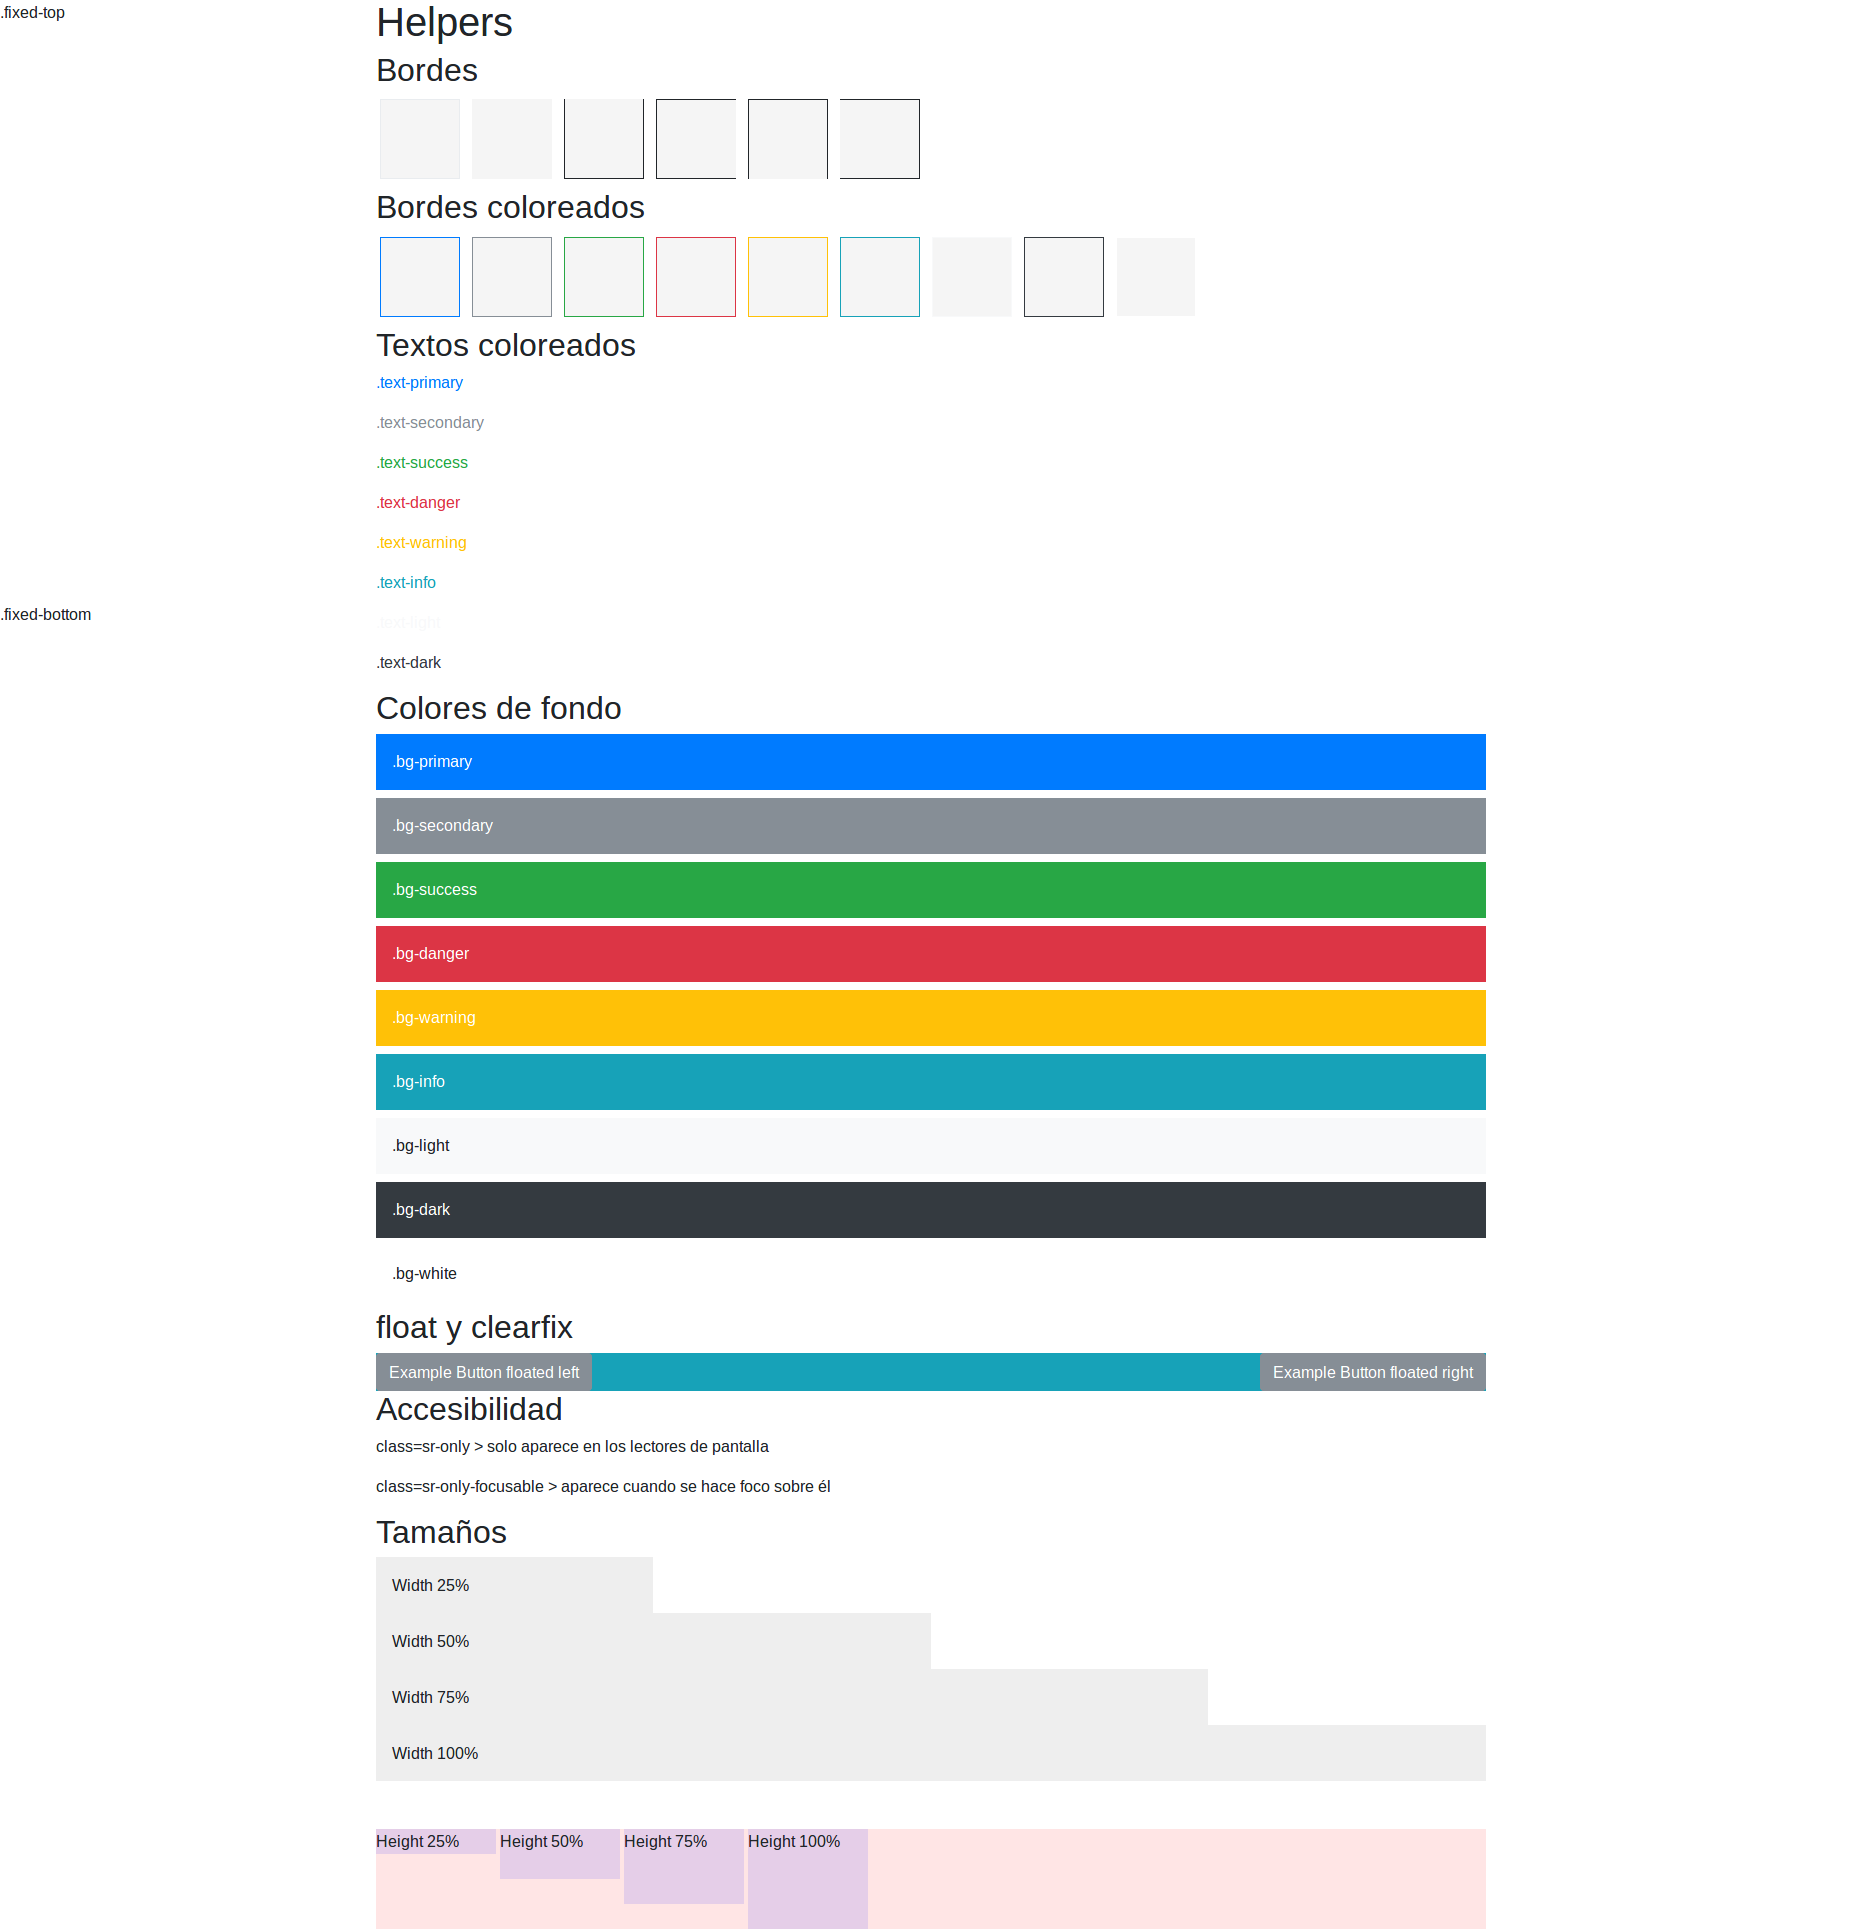 .fixed-top
Helpers
Bordes
Bordes coloreados
Textos coloreados
.text-primary
.text-secondary
.text-success
.text-danger
.text-warning
.text-info
.text-light
.fixed-bottom
.text-dark
Colores de fondo
.bg-primary
.bg-secondary
.bg-success
.bg-danger
.bg-warning
.bg-info
.bg-light
.bg-dark
.bg-white
float y clearfix
Example Button floated left
Example Button floated right
Accesibilidad
class=sr-only > solo aparece en los lectores de pantalla
class=sr-only-focusable > aparece cuando se hace foco sobre él
Tamaños
Width 25%
Width 50%
Width 75%
Width 100%
Height 25%
Height 50%
Height 75%
Height 100%